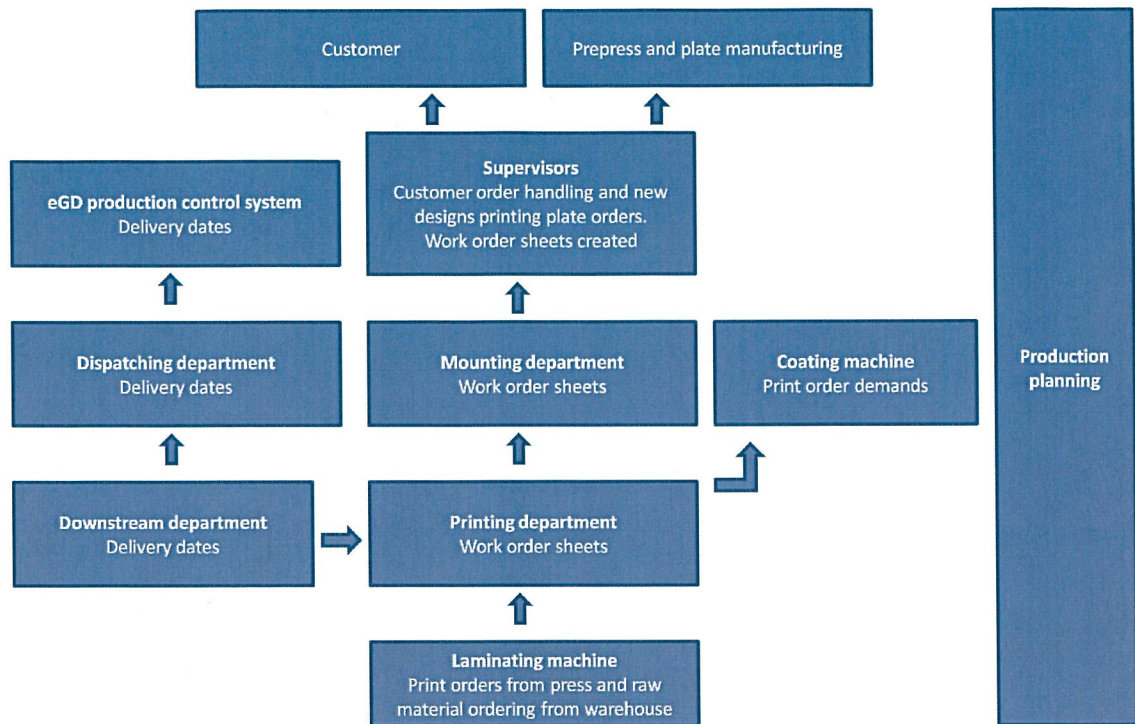 Customer
Prepress and plate manufacturing
Supervisors
Customer order handling and new
designs printing plate orders.
Work order sheets created
eGD production control system
Delivery dates
Dispatching department
Delivery dates
Mounting department
Work order sheets
Coating machine
Print order demands
Production
planning
Downstream department
Delivery dates
Printing department
Work order sheets
Laminating machine
Print orders from press and raw
material ordering from warehouse